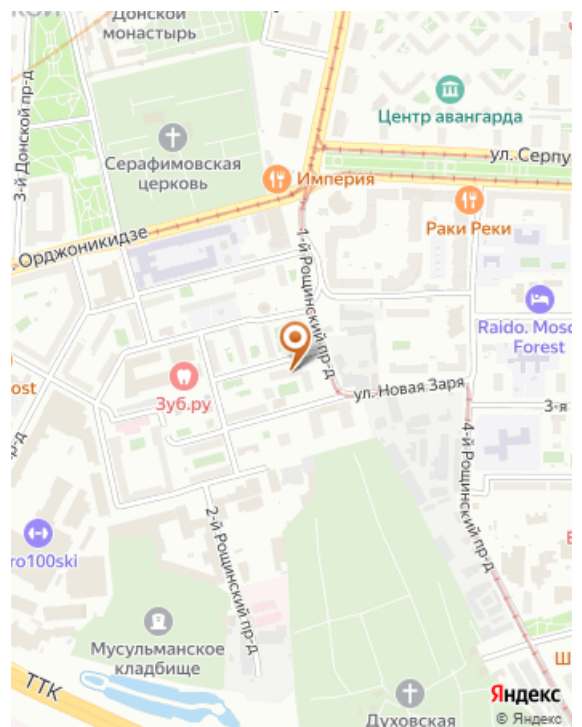 Донской
монастырь
3-й Донской пр-д
Центр авангарда
Серафимовская
церковь
ул. Серпу
Империя
Раки Реки
. Орджоникидзе
1-й Рощинский пр-д
Raido. Mosco
Forest
ost
Зуб.ру
ул. Новая Заря
3-я
р-д
4-й Рощинский пр-д
2-й Рощинский пр-д
ro100ski
Мусульманское
кладбище
ТТК
Ш
Яндекс
Духовская
© Яндекс